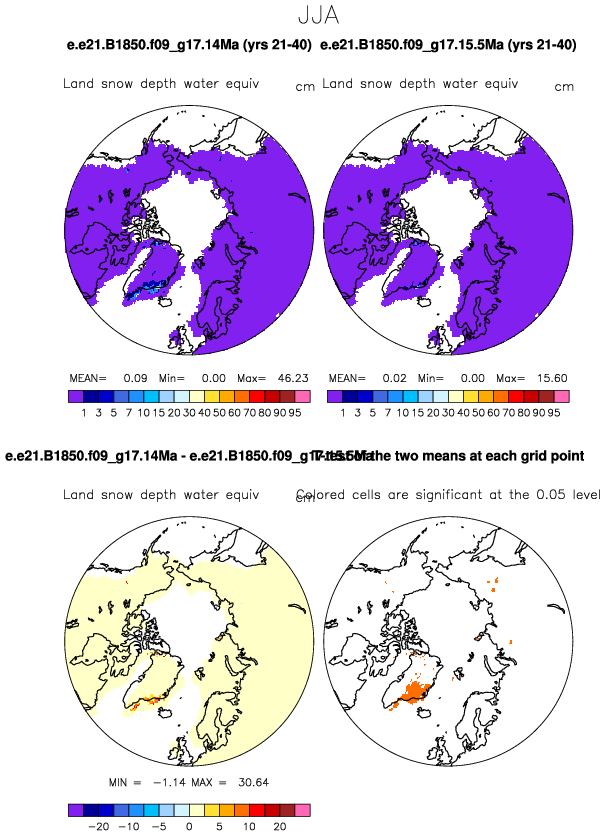 JJA
e.e21.B1850.f09_g17.14Ma (yrs 21-40) e.e21.B1850.f09_g17.15.5Ma (yrs 21-40)
Land snow depth water equiv cm Land snow depth water equiv cm
MEAN= 0.09 Min= 0.00 Max= 46.23 MEAN= 0.02 Min= 0.00 Max= 15.60
1 3 5 7 10 15 20 30 40 50 60 70 80 90 95 1 3 5 7 10 15 20 30 40 50 60 70 80 90 95
e.e21.B1850.f09_g17.14Ma - e.e21.B1850.f09_g17.15.5Ma T-test of the two means at each grid point
Land snow depth water equiv cm Colored cells are significant at the 0.05 level
MIN = -1.14 MAX = 30.64
-20 -10 -5 0 5 10 20